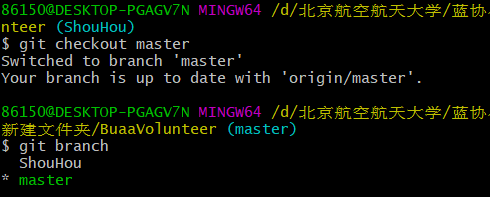 86150@DESKTOP-PGAGV7N MINGW64 /d/北京航空航天大学/蓝协
nteer (ShouHou)
$ git checkout master
Switched to branch 'master'
Your branch is up to date with 'origin/master'.
86150@DESKTOP-PGAGV7N MINGW64 /d/北京航空航天大学/蓝协
新建文件夹/BuaaVolunteer (master)
$ git branch
  ShouHou
* master